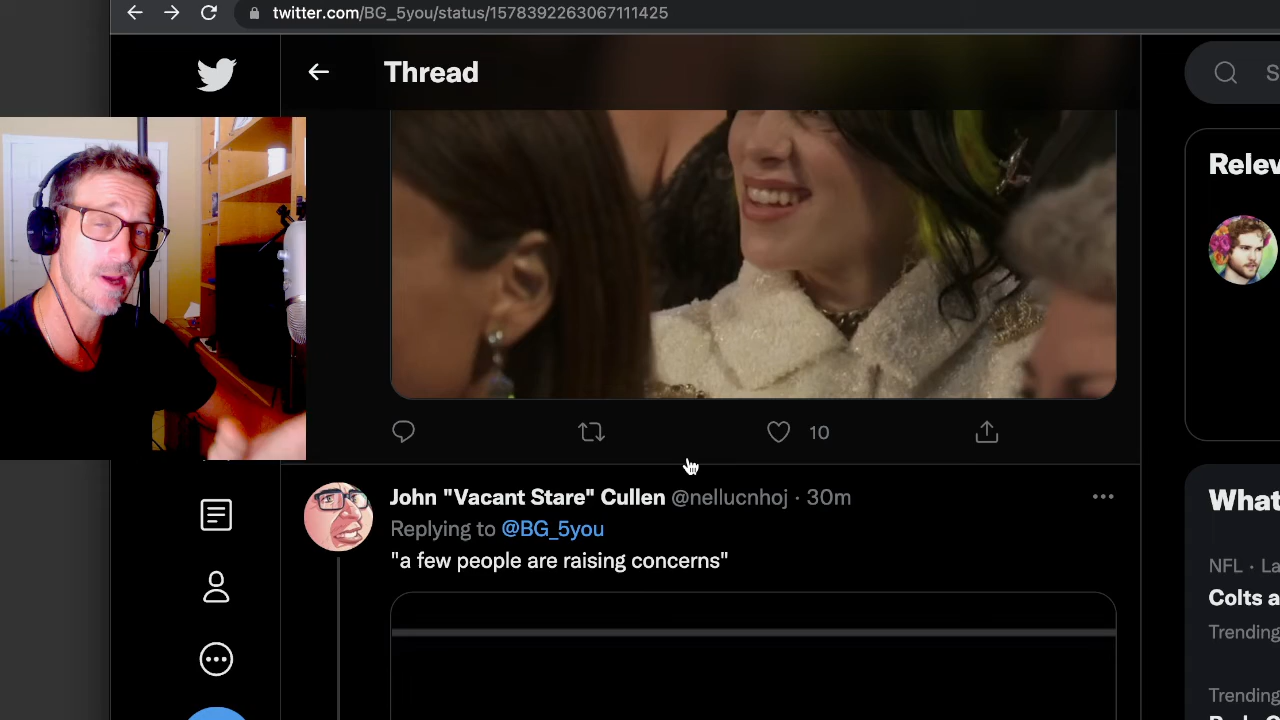 twitter.com/BG_5you/status/1578392263067111425
Thread
S
Relev
10
John "Vacant Stare" Cullen @nellucnhoj · 30m
Replying to @BG_5you
"a few people are raising concerns"
What
NFL · La
Colts a
Trending
Trending